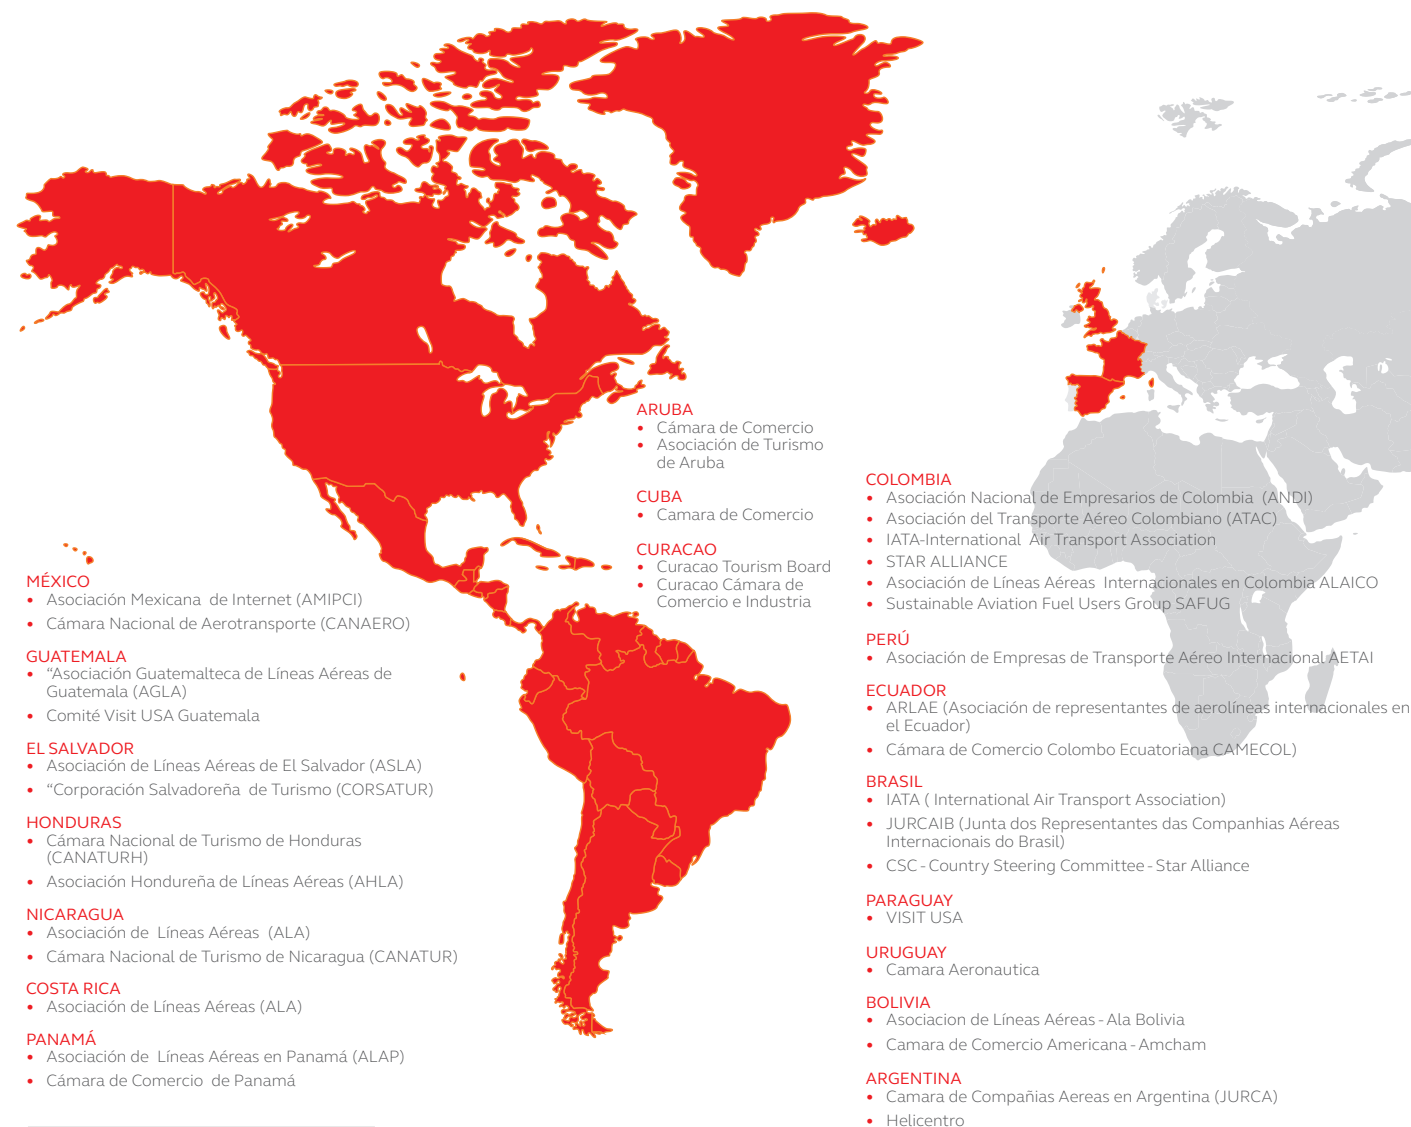 ARUBA
• Cámara de Comercio
• Asociación de Turismo
de Aruba
CUBA
• Camara de Comercio
CURACAO
• Curacao Tourism Board
• Curacao Cámara de
Comercio e Industria
MÉXICO
• Asociación Mexicana de Internet (AMIPCI)
• Cámara Nacional de Aerotransporte (CANAERO)
GUATEMALA
• “Asociación Guatemalteca de Líneas Aéreas de
Guatemala (AGLA)
• Comité Visit USA Guatemala
EL SALVADOR
• Asociación de Líneas Aéreas de El Salvador (ASLA)
• “Corporación Salvadoreña de Turismo (CORSATUR)
HONDURAS
• Cámara Nacional de Turismo de Honduras
(CANATURH)
• Asociación Hondureña de Líneas Aéreas (AHLA)
NICARAGUA
• Asociación de Líneas Aéreas (ALA)
• Cámara Nacional de Turismo de Nicaragua (CANATUR)
COSTA RICA
• Asociación de Líneas Aéreas (ALA)
PANAMÁ
• Asociación de Líneas Aéreas en Panamá (ALAP)
• Cámara de Comercio de Panamá
COLOMBIA
• Asociación Nacional de Empresarios de Colombia (ANDI)
• Asociación del Transporte Aéreo Colombiano (ATAC)
• IATA-International Air Transport Association
• STAR ALLIANCE
• Asociación de Líneas Aéreas Internacionales en Colombia ALAICO
• Sustainable Aviation Fuel Users Group SAFUG
PERÚ
• Asociación de Empresas de Transporte Aéreo Internacional AETAI
ECUADOR
• ARLAE (Asociación de representantes de aerolíneas internacionales en
el Ecuador)
• Cámara de Comercio Colombo Ecuatoriana CAMECOL)
BRASIL
• IATA ( International Air Transport Association)
• JURCAIB (Junta dos Representantes das Companhias Aéreas
Internacionais do Brasil)
• CSC - Country Steering Committee - Star Alliance
PARAGUAY
• VISIT USA
URUGUAY
• Camara Aeronautica
BOLIVIA
• Asociacion de Líneas Aéreas - Ala Bolivia
• Camara de Comercio Americana - Amcham
ARGENTINA
• Camara de Compañias Aereas en Argentina (JURCA)
• Helicentro